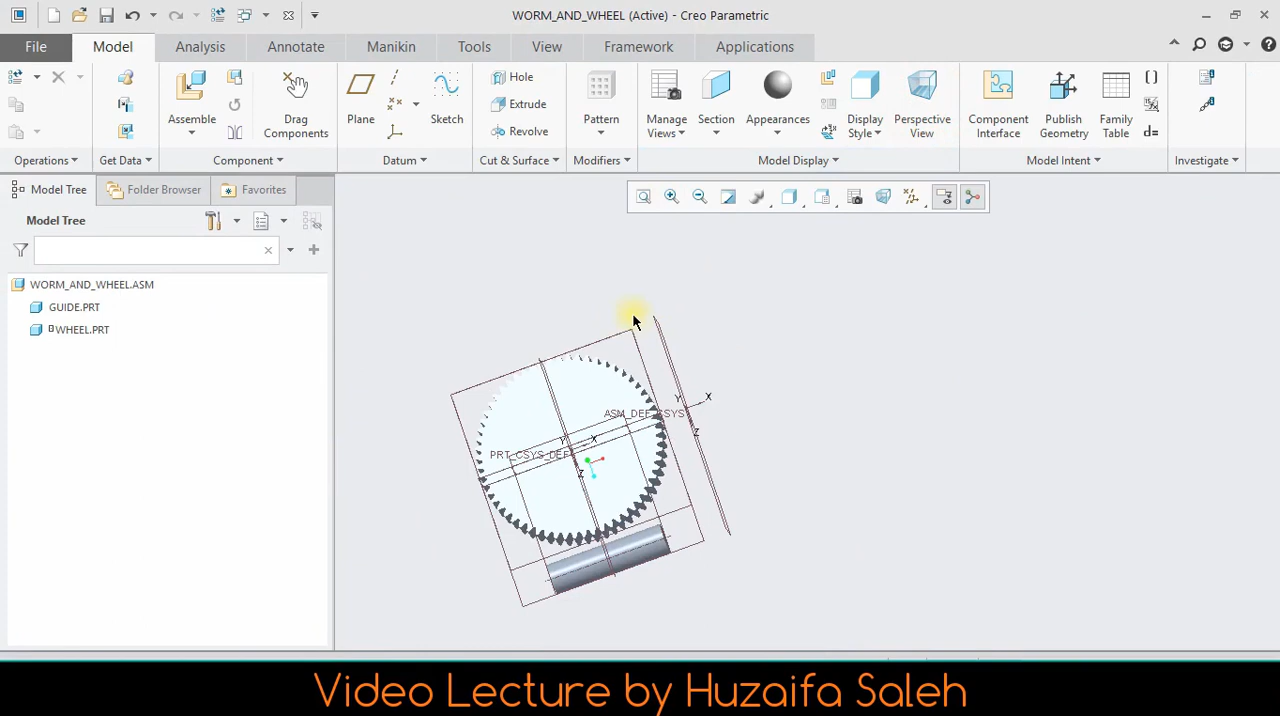 WORM_AND_WHEEL (Active) - Creo Parametric
File Model Analysis Annotate Manikin Tools View Framework Applications
Hole
Extrude
Revolve
Assemble
Drag
Components
Plane
Sketch
Pattern
Manage
Views
Section
Appearances
Display
Style
Perspective
View
Component
Interface
Publish
Geometry
Family
Table
Operations Get Data Component Datum Cut & Surface Modifiers Model Display Model Intent Investigate
Model Tree Folder Browser Favorites
Model Tree
WORM_AND_WHEEL.ASM
GUIDE.PRT
WHEEL.PRT
Y X
ASM_DEF_CSYS
Z
Y X
PRT_CSYS_DEF
Z
Video Lecture by Huzaifa Saleh